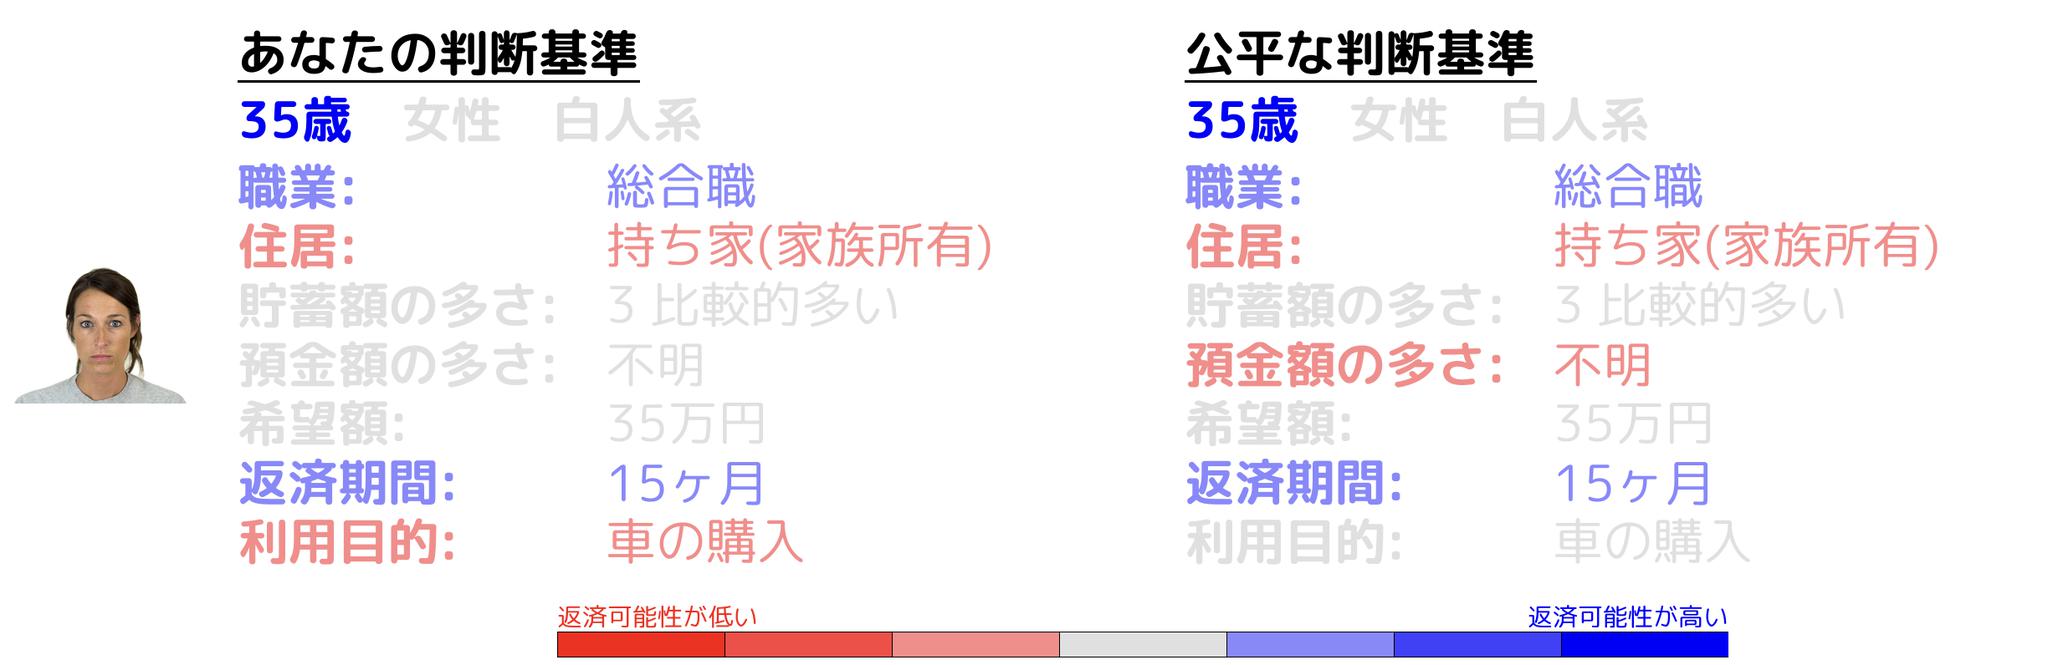 あなたの判断基準
35歳 女性 白人系
職業: 総合職
住居: 持ち家(家族所有)
貯蓄額の多さ: 3 比較的多い
預金額の多さ: 不明
希望額: 35万円
返済期間: 15ヶ月
利用目的: 車の購入
公平な判断基準
35歳 女性 白人系
職業: 総合職
住居: 持ち家(家族所有)
貯蓄額の多さ: 3 比較的多い
預金額の多さ: 不明
希望額: 35万円
返済期間: 15ヶ月
利用目的: 車の購入
返済可能性が低い
返済可能性が高い